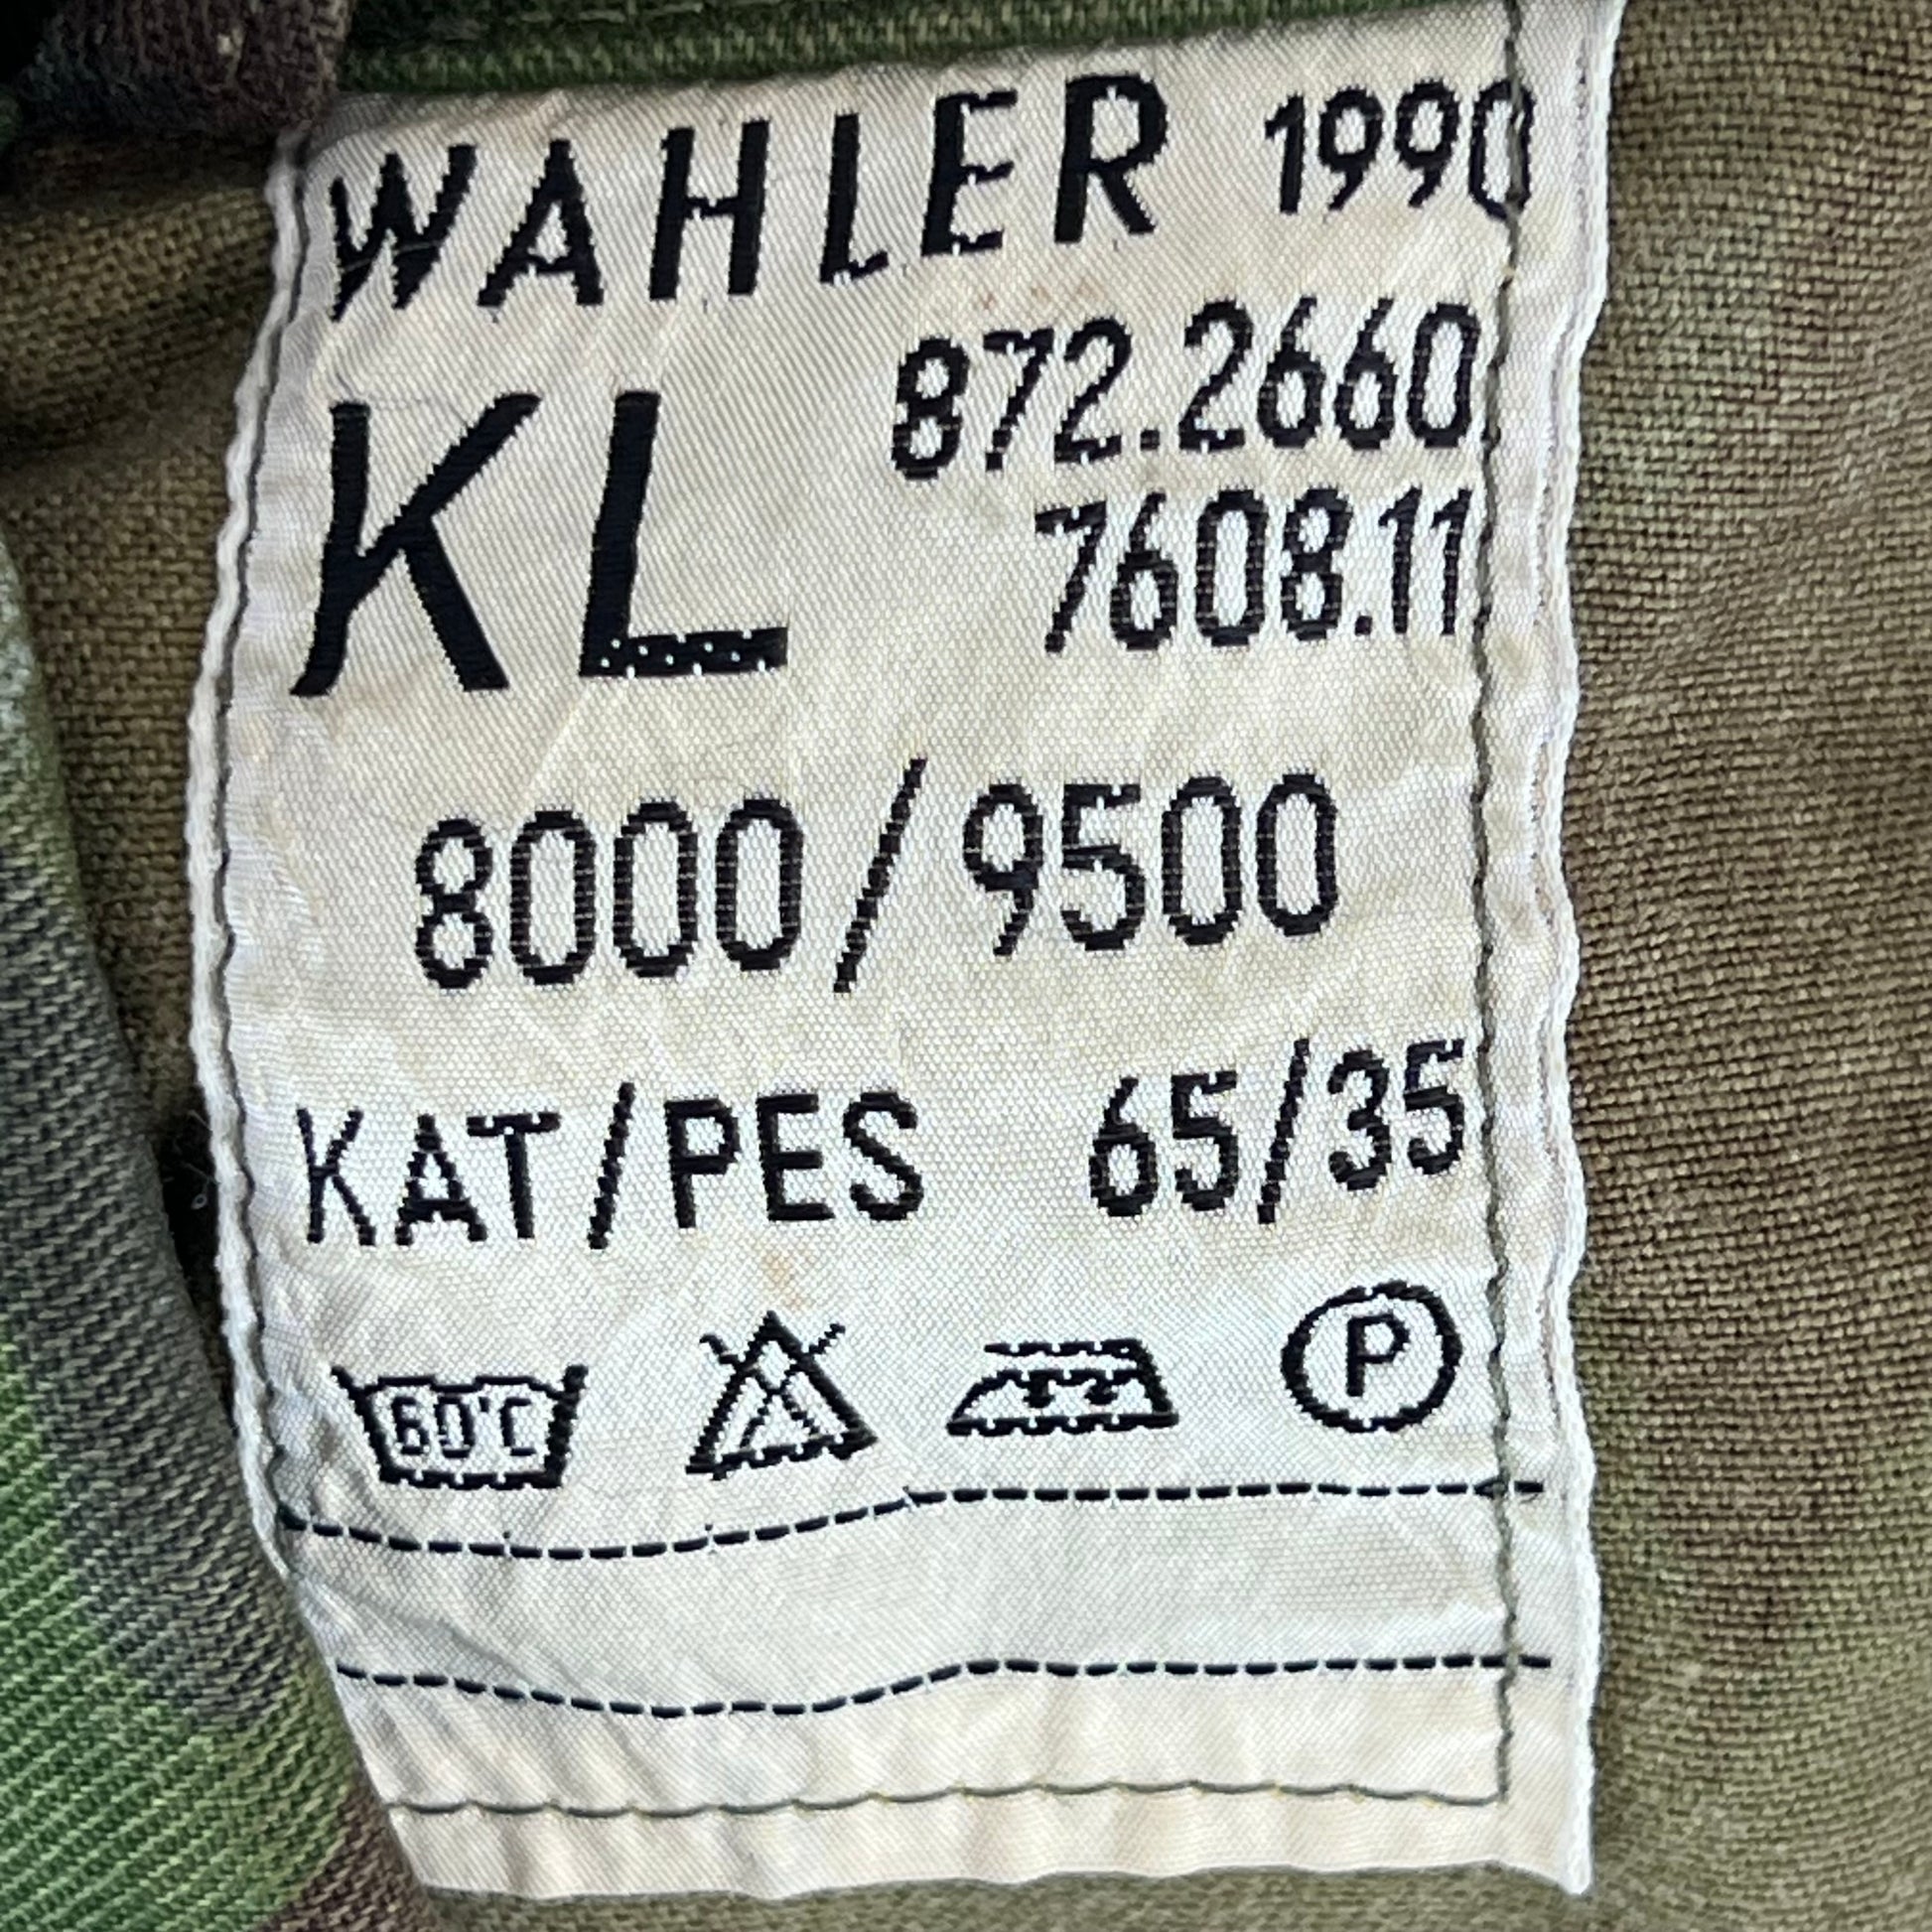 WAHLER 1990
KL 872.2660
7608.11
8000/9500
KAT/PES 65/35
60°C P